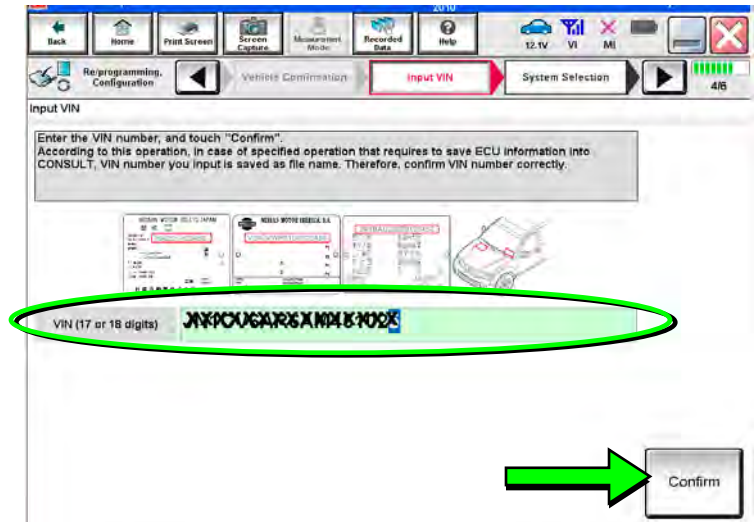 2010
Back
Home
Print Screen
Screen Capture
Measurement Mode
Recorded Data
Help
12.1V
VI
MI
Re/programming, Configuration
Vehicle Confirmation
Input VIN
System Selection
4/6
Input VIN
Enter the VIN number, and touch "Confirm".
According to this operation, in case of specified operation that requires to save ECU information into
CONSULT, VIN number you input is saved as file name. Therefore, confirm VIN number correctly.
VIN (17 or 18 digits)
Confirm